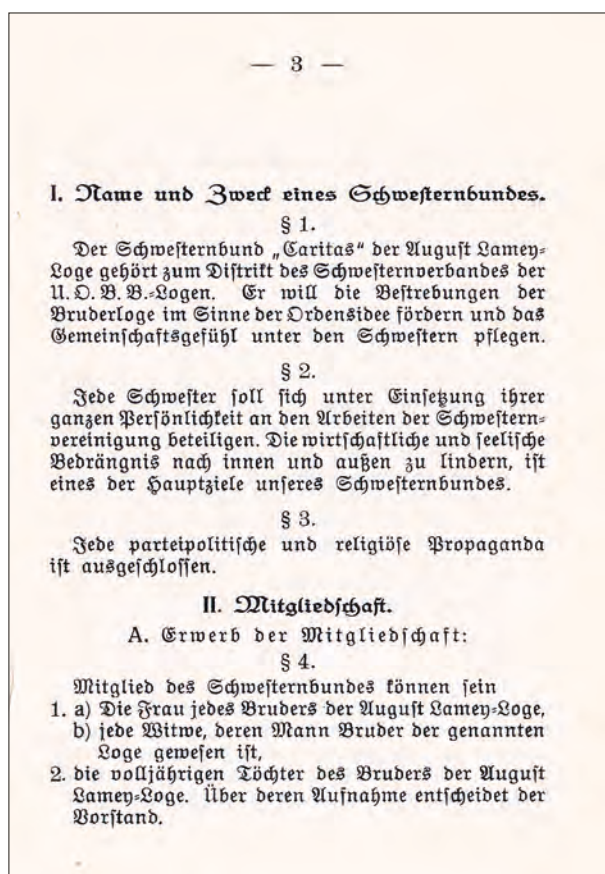 — 3 —
I. Name und Zweck eines Schwesternbundes.
§ 1.
Der Schwesternbund „Caritas" der August Lamey-
Loge gehört zum Distrikt des Schwesternverbandes der
U. O. B. B.-Logen. Er will die Bestrebungen der
Bruderloge im Sinne der Ordensidee fördern und das
Gemeinschaftsgefühl unter den Schwestern pflegen.
§ 2.
Jede Schwester soll sich unter Einsetzung ihrer
ganzen Persönlichkeit an den Arbeiten der Schwestern-
vereinigung beteiligen. Die wirtschaftliche und seelische
Bedrängnis nach innen und außen zu lindern, ist
eines der Hauptziele unseres Schwesternbundes.
§ 3.
Jede parteipolitische und religiöse Propaganda
ist ausgeschlossen.
II. Mitgliedschaft.
A. Erwerb der Mitgliedschaft:
§ 4.
Mitglied des Schwesternbundes können sein
1. a) Die Frau jedes Bruders der August Lamey-Loge,
b) jede Witwe, deren Mann Bruder der genannten
Loge gewesen ist,
2. die volljährigen Töchter des Bruders der August
Lamey-Loge. Über deren Aufnahme entscheidet der
Vorstand.